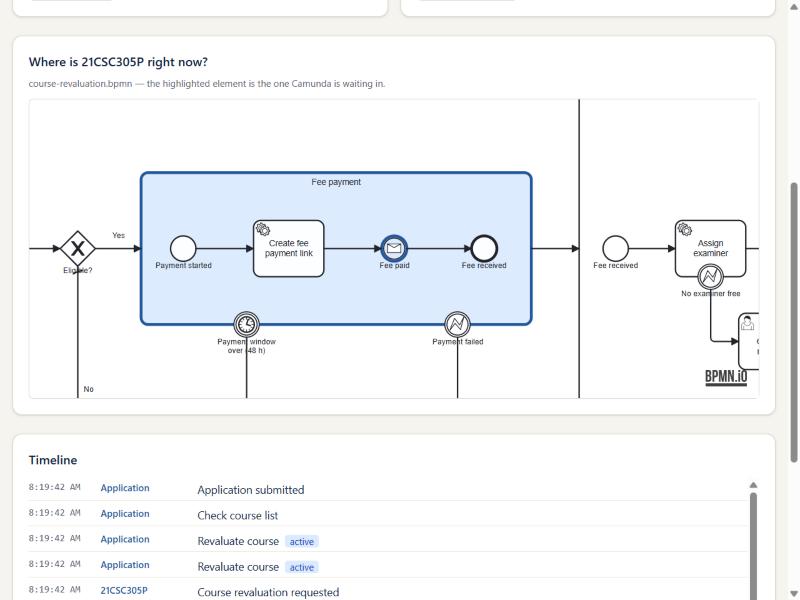 Where is 21CSC305P right now?
course-revaluation.bpmn — the highlighted element is the one Camunda is waiting in.
Fee payment
Yes
Eligible?
Payment started
Create fee
payment link
Fee paid
Fee received
Fee received
Assign
examiner
No examiner free
Payment window
over (48 h)
Payment failed
No
BPMN.iO
Timeline
8:19:42 AM Application Application submitted
8:19:42 AM Application Check course list
8:19:42 AM Application Revaluate course active
8:19:42 AM Application Revaluate course active
8:19:42 AM 21CSC305P Course revaluation requested